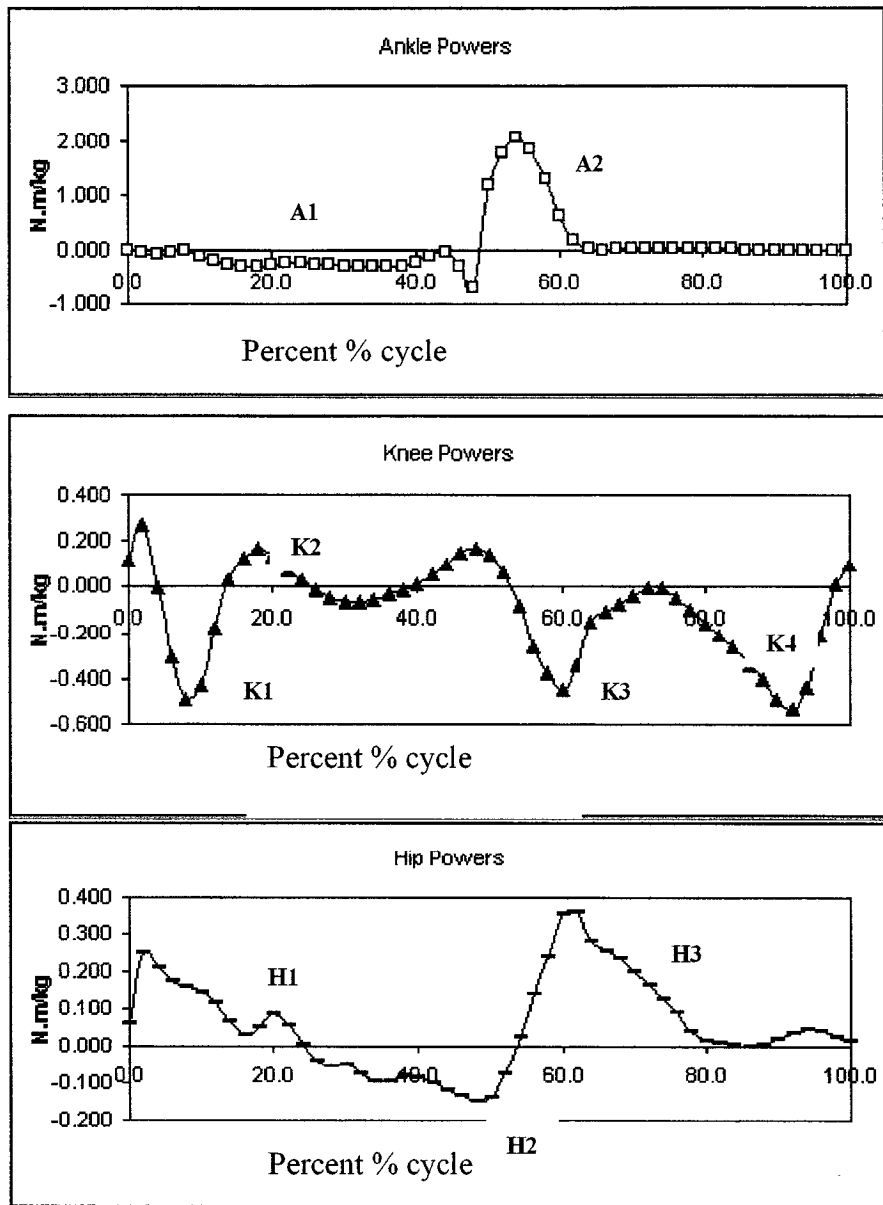 Ankle Powers
3.000
2.000
1.000
0.000
-1.000
N.m/kg
A1
A2
0.0 20.0 40.0 60.0 80.0 100.0
Percent % cycle
Knee Powers
0.400
0.200
0.000
-0.200
-0.400
-0.600
N.m/kg
K2
0.0 20.0 40.0 60.0 80.0 100.0
K4
K1
K3
Percent % cycle
Hip Powers
0.400
0.300
0.200
0.100
0.000
-0.100
-0.200
N.m/kg
H1
H3
0.0 20.0 40.0 60.0 80.0 100.0
H2
Percent % cycle